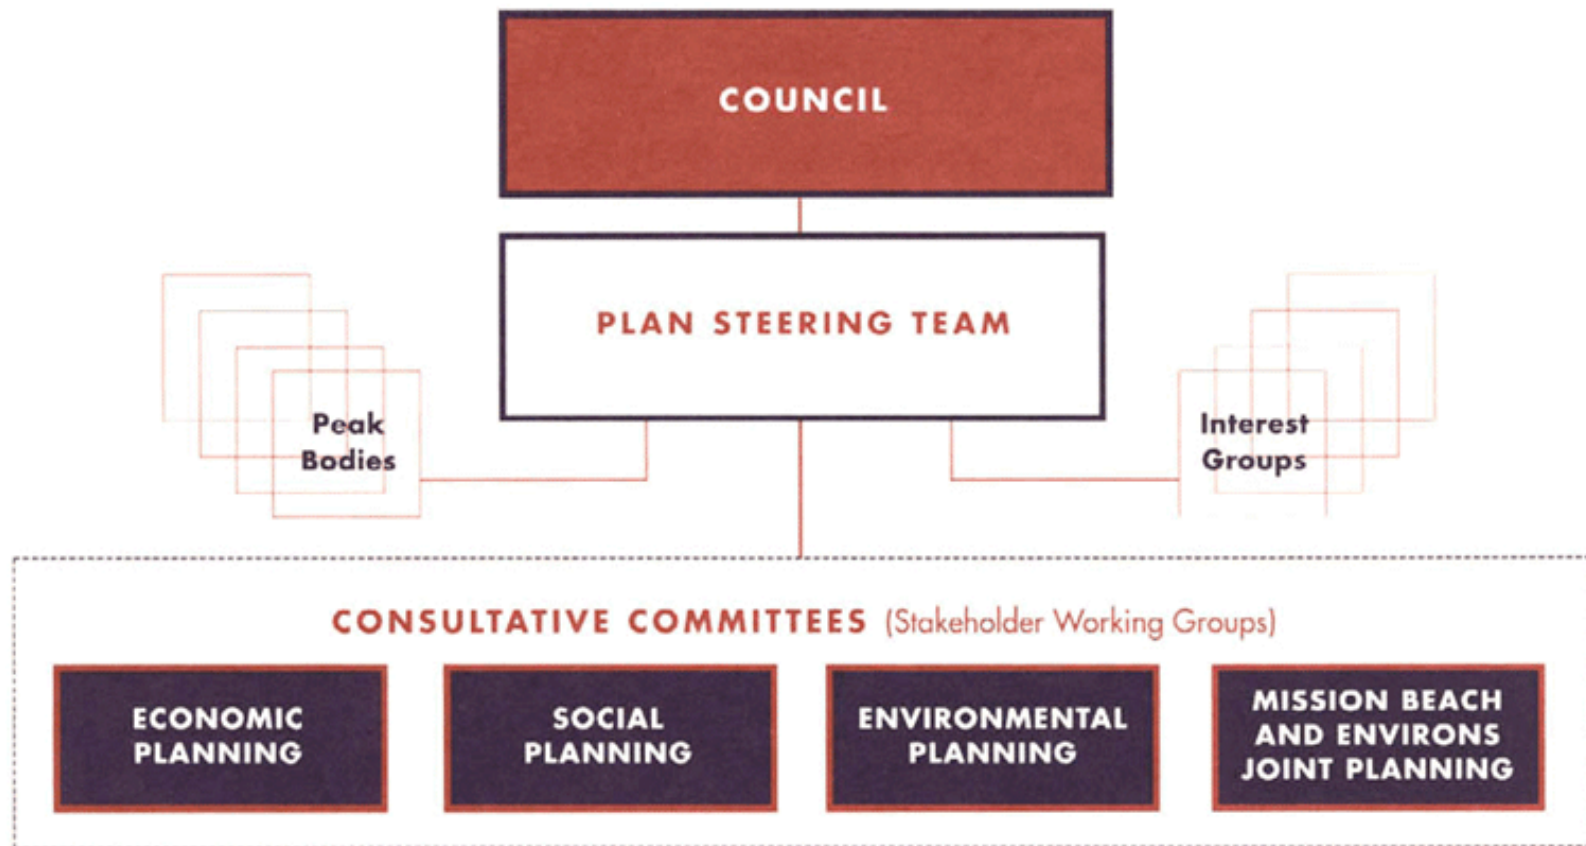 COUNCIL
PLAN STEERING TEAM
Peak
Bodies
Interest
Groups
CONSULTATIVE COMMITTEES (Stakeholder Working Groups)
ECONOMIC
PLANNING
SOCIAL
PLANNING
ENVIRONMENTAL
PLANNING
MISSION BEACH
AND ENVIRONS
JOINT PLANNING